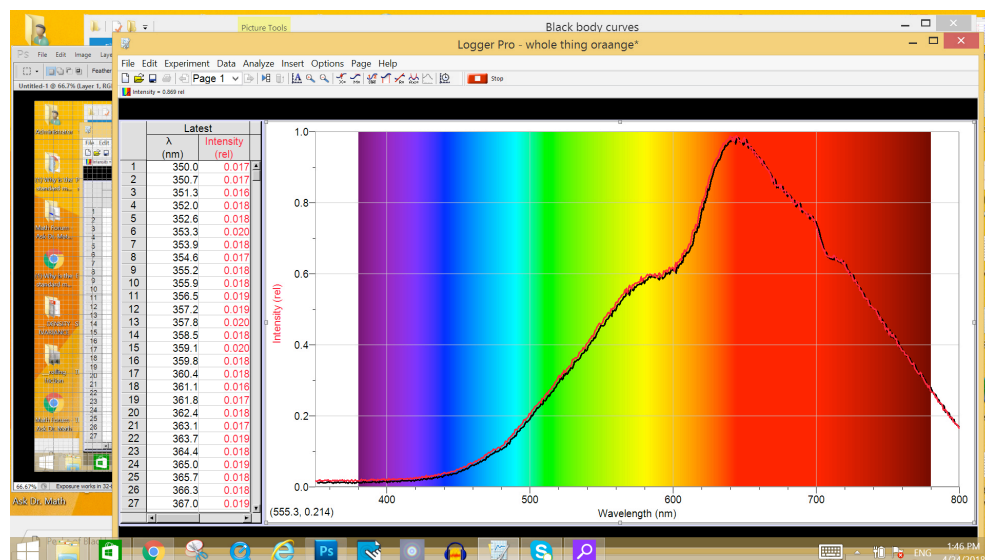 Picture Tools
Black body curves
Logger Pro - whole thing oraange*
File Edit Experiment Data Analyze Insert Options Page Help
Page 1
Stop
Intensity = 0.869 rel
PS File Edit Image Laye
Feather
Untitled-1 @ 66.7% (Layer 1, RG
Latest
λ Intensity
(nm) (rel)
1 350.0 0.017
2 350.7 0.017
3 351.3 0.016
4 352.0 0.018
5 352.6 0.018
6 353.3 0.020
7 353.9 0.018
8 354.6 0.017
9 355.2 0.018
10 355.9 0.018
11 356.5 0.019
12 357.2 0.019
13 357.8 0.020
14 358.5 0.018
15 359.1 0.020
16 359.8 0.018
17 360.4 0.018
18 361.1 0.016
19 361.8 0.017
20 362.4 0.018
21 363.1 0.017
22 363.7 0.019
23 364.4 0.018
24 365.0 0.019
25 365.7 0.018
26 366.3 0.018
27 367.0 0.019
1.0
0.8
0.6
0.4
0.2
0.0
Intensity (rel)
400 500 600 700 800
(555.3, 0.214)
Wavelength (nm)
66.67% Exposure works in 32-
Ask Dr. Math
ENG
1:46 PM